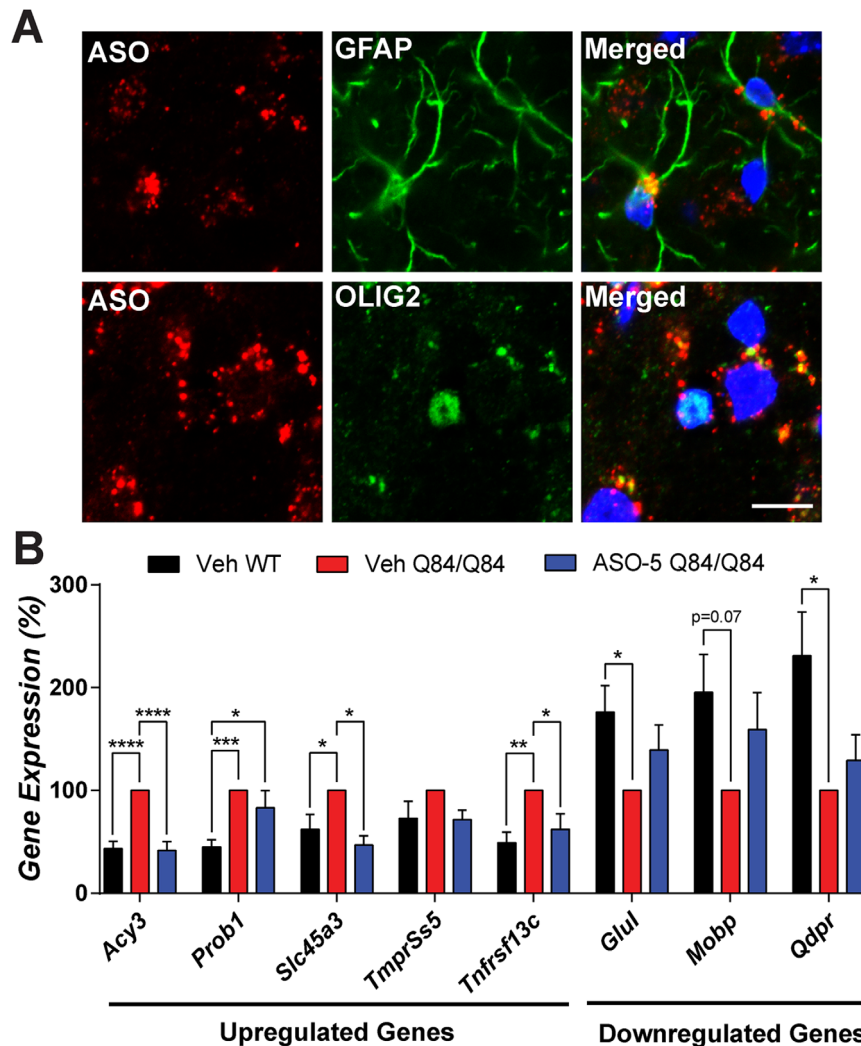 A
ASO GFAP Merged
ASO OLIG2 Merged
B
Veh WT Veh Q84/Q84 ASO-5 Q84/Q84
Gene Expression (%)
300
200
100
0
**** **** *** * * * ** * * p=0.07 *
Acy3 Prob1 Slc45a3 TmprSs5 Tnfrsf13c Glul Mobp Qdpr
Upregulated Genes Downregulated Genes